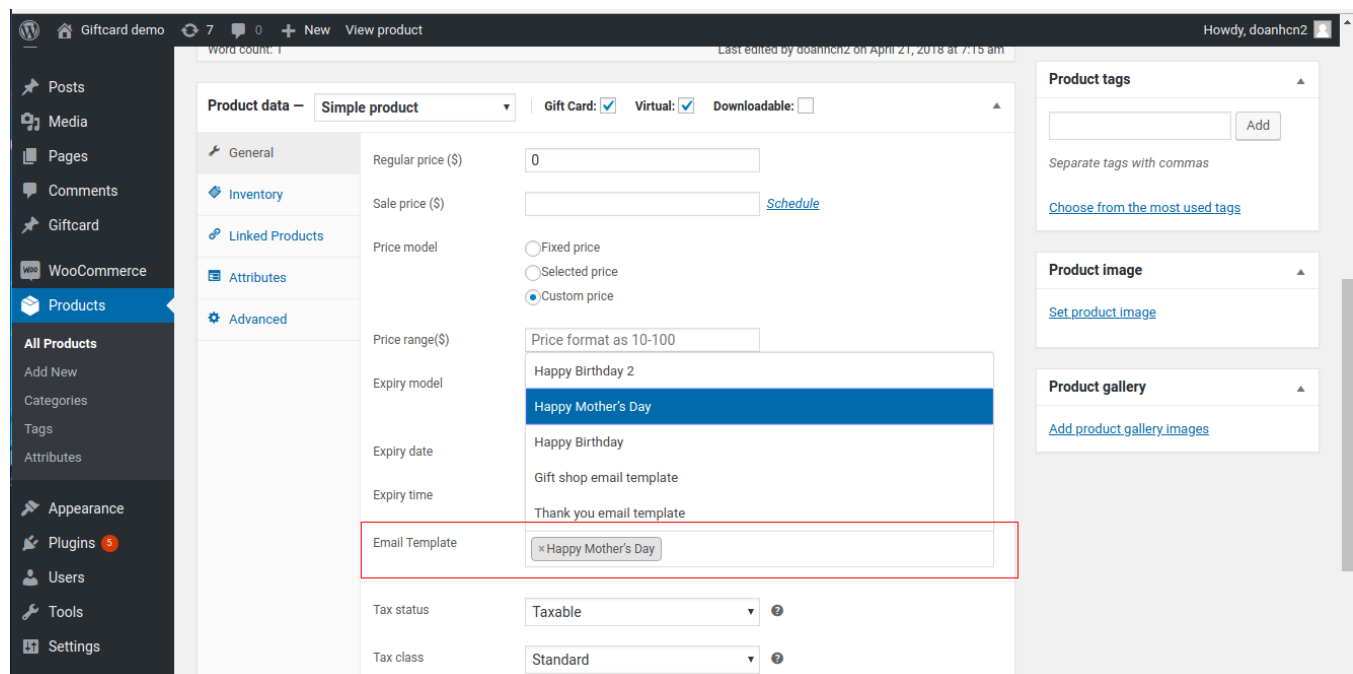 Giftcard demo 7 0 New View product Howdy, doanhcn2
Word count: 1 Last edited by doanhcn2 on April 21, 2018 at 7:15 am
Posts
Media
Pages
Comments
Giftcard
WOO WooCommerce
Products
All Products
Add New
Categories
Tags
Attributes
Appearance
Plugins 5
Users
Tools
Settings
Product data — Simple product Gift Card: Virtual: Downloadable:
General
Inventory
Linked Products
Attributes
Advanced
Regular price ($) 0
Sale price ($) Schedule
Price model Fixed price
Selected price
Custom price
Price range($) Price format as 10-100
Expiry model
Happy Birthday 2
Happy Mother's Day
Happy Birthday
Gift shop email template
Thank you email template
Expiry date
Expiry time
Email Template ×Happy Mother's Day
Tax status Taxable
Tax class Standard
Product tags
Add
Separate tags with commas
Choose from the most used tags
Product image
Set product image
Product gallery
Add product gallery images